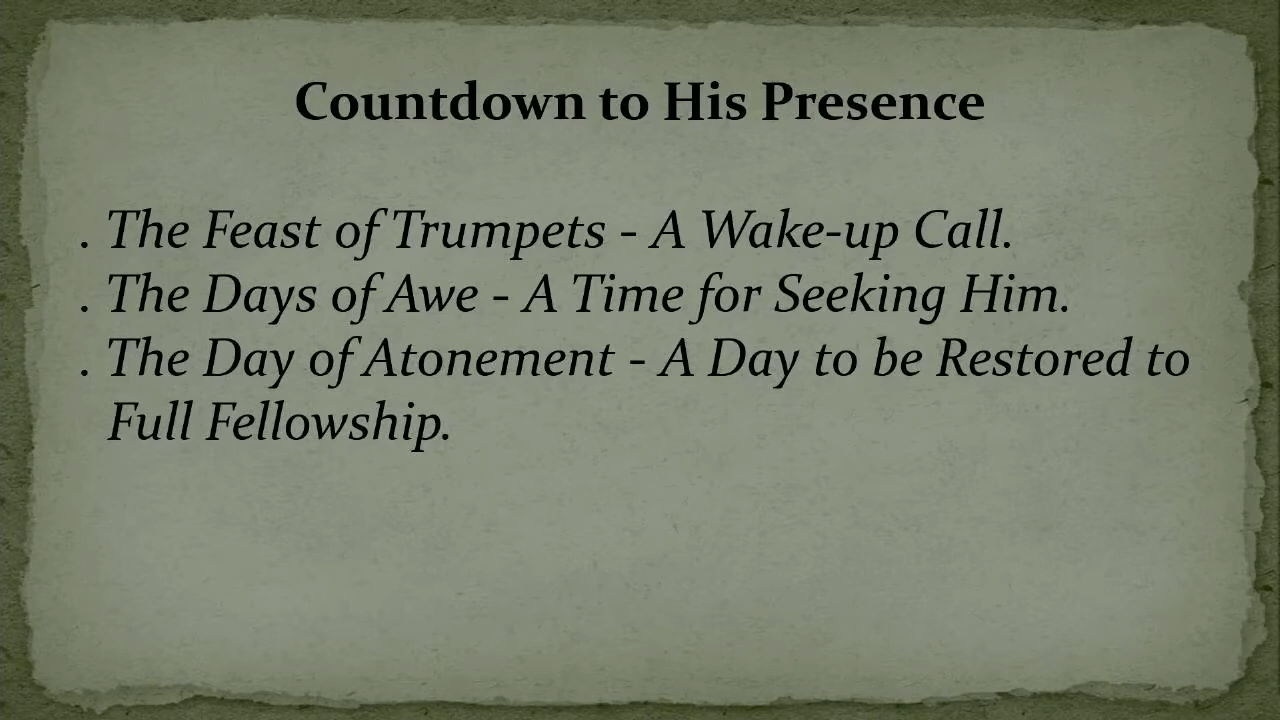 Countdown to His Presence
. The Feast of Trumpets - A Wake-up Call.
. The Days of Awe - A Time for Seeking Him.
. The Day of Atonement - A Day to be Restored to
Full Fellowship.